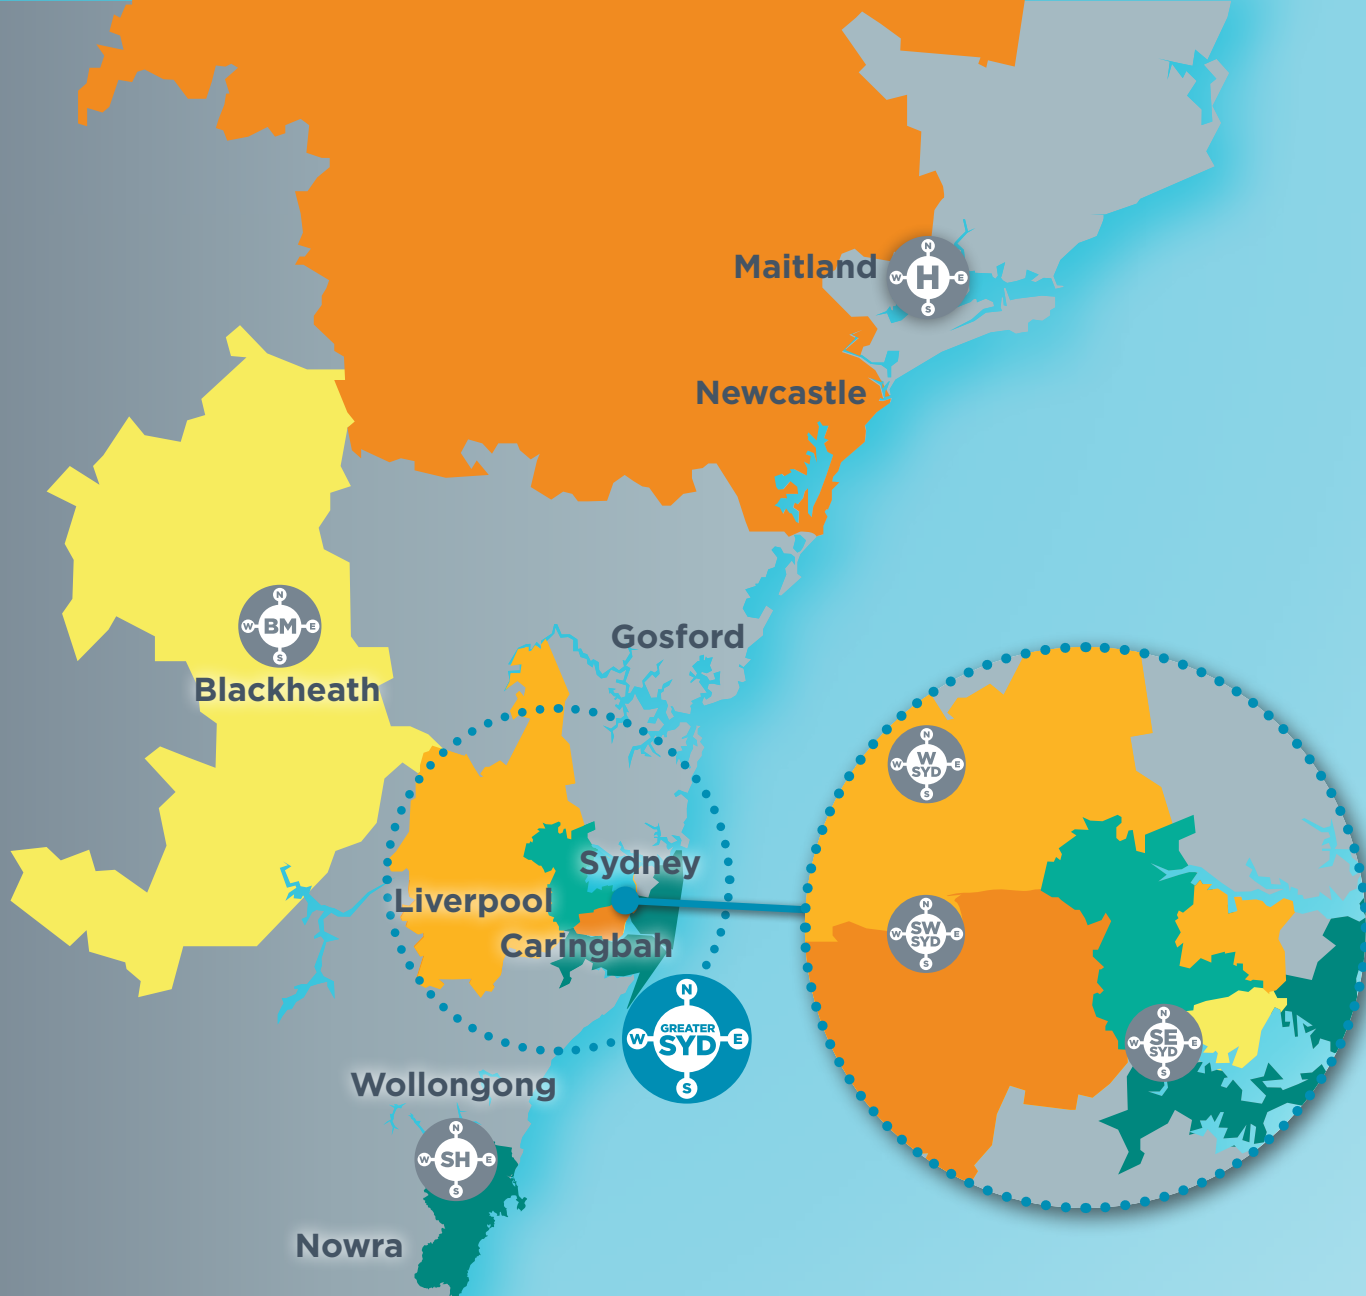 Maitland
N
W H E
S
Newcastle
N
W BM E
S
Blackheath
Gosford
N
W W E
SYD
S
Sydney
Liverpool
N
W SW E
SYD
S
Caringbah
N
W GREATER E
SYD
S
N
W SE E
SYD
S
Wollongong
N
W SH E
S
Nowra